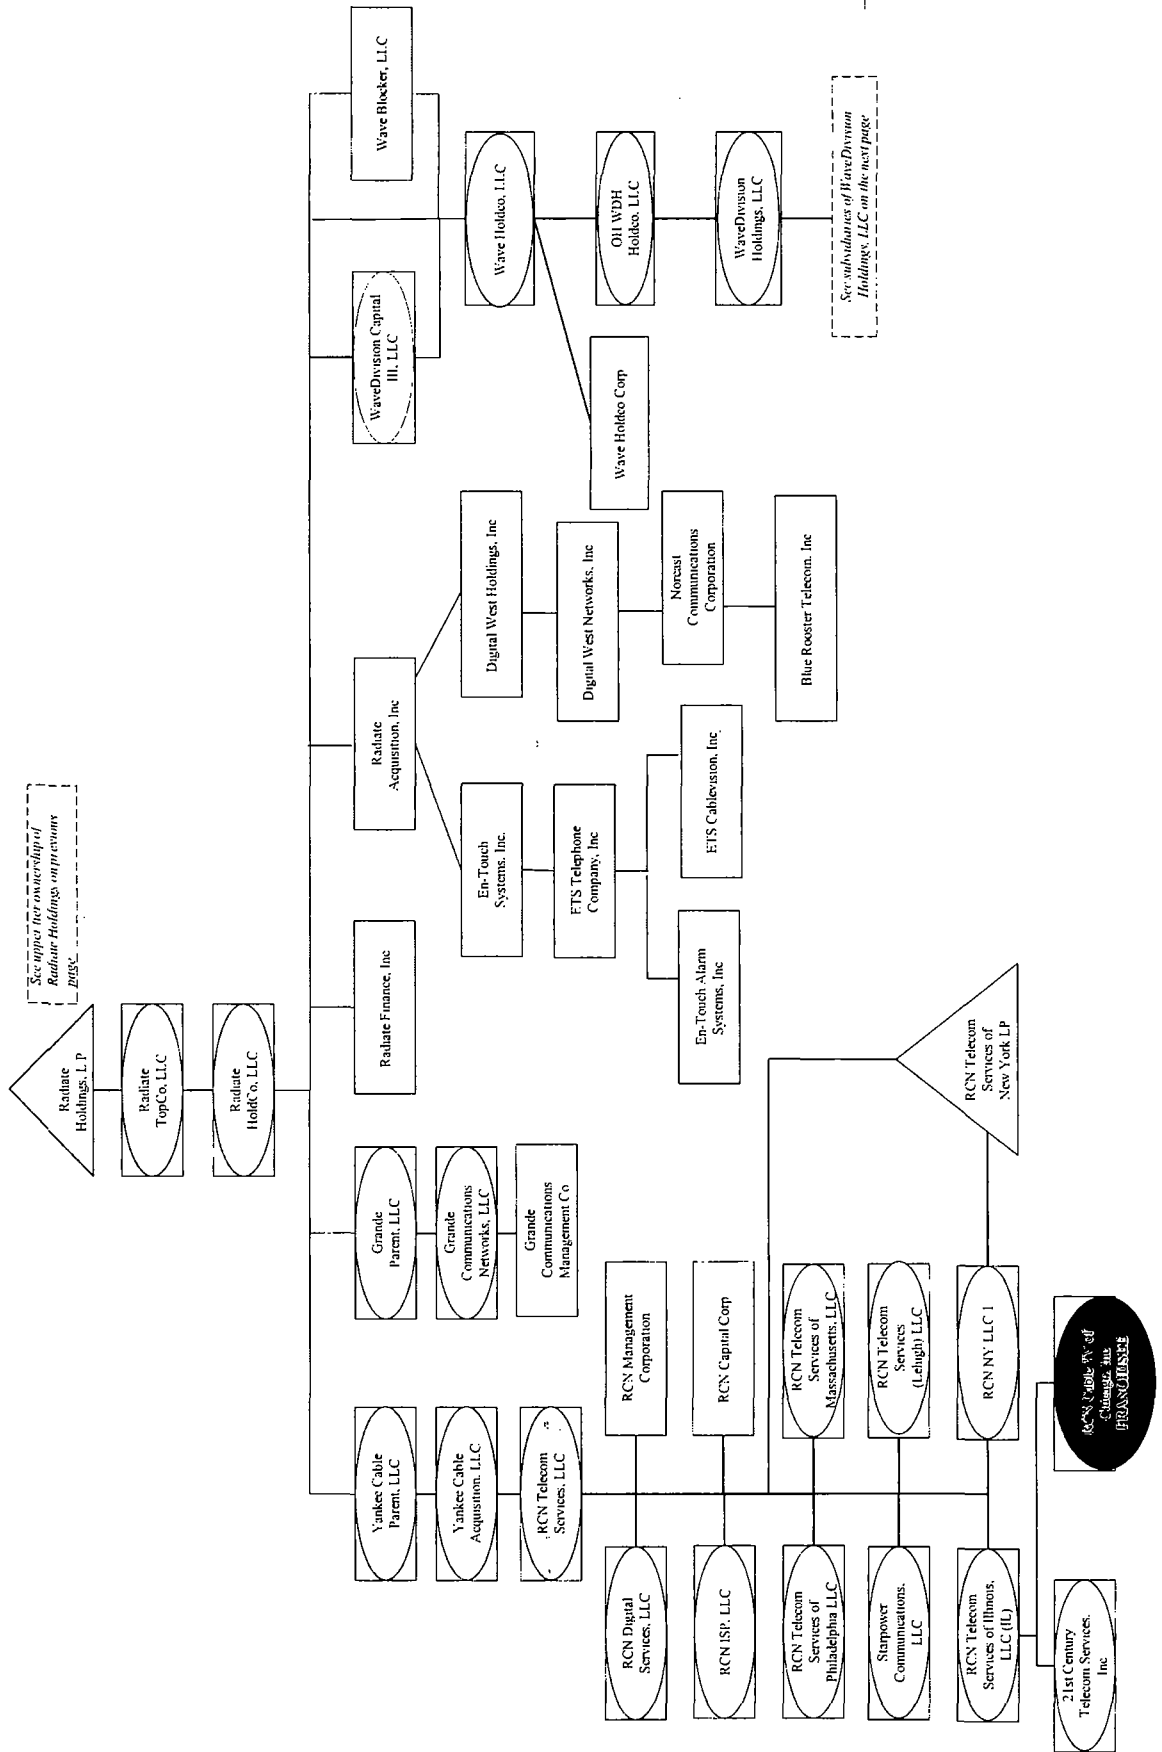 See upper tier ownership of
Radiate Holdings on previous
page
Radiate
Holdings, L P
Radiate
TopCo, LLC
Radiate
HoldCo, LLC
Yankee Cable
Parent, LLC
Yankee Cable
Acquisition, LLC
RCN Telecom
Services, LLC
Grande
Parent, LLC
Grande
Communications
Networks, LLC
Grande
Communications
Management Co
Radiate Finance, Inc
Radiate
Acquisition, Inc
En-Touch
Systems, Inc.
ETS Telephone
Company, Inc
En-Touch Alarm
Systems, Inc
ETS Cablevision, Inc
Digital West Holdings, Inc
Digital West Networks, Inc
Norcast
Communications
Corporation
Blue Rooster Telecom, Inc
WaveDivision Capital
III, LLC
Wave Blocker, LLC
Wave Holdco, LLC
Wave Holdco Corp
OH WDH
Holdco, LLC
WaveDivision
Holdings, LLC
See subsidiaries of WaveDivision
Holdings, LLC on the next page
RCN Digital
Services, LLC
RCN Management
Corporation
RCN ISP, LLC
RCN Capital Corp
RCN Telecom
Services of
Philadelphia LLC
RCN Telecom
Services of
Massachusetts, LLC
Starpower
Communications,
LLC
RCN Telecom
Services
(Lehigh) LLC
RCN Telecom
Services of Illinois,
LLC (IL)
RCN NY LLC 1
RCN Telecom
Services of
New York LP
21st Century
Telecom Services,
Inc
RCN Cable TV of
Chicago, Inc
FRANCHISEE